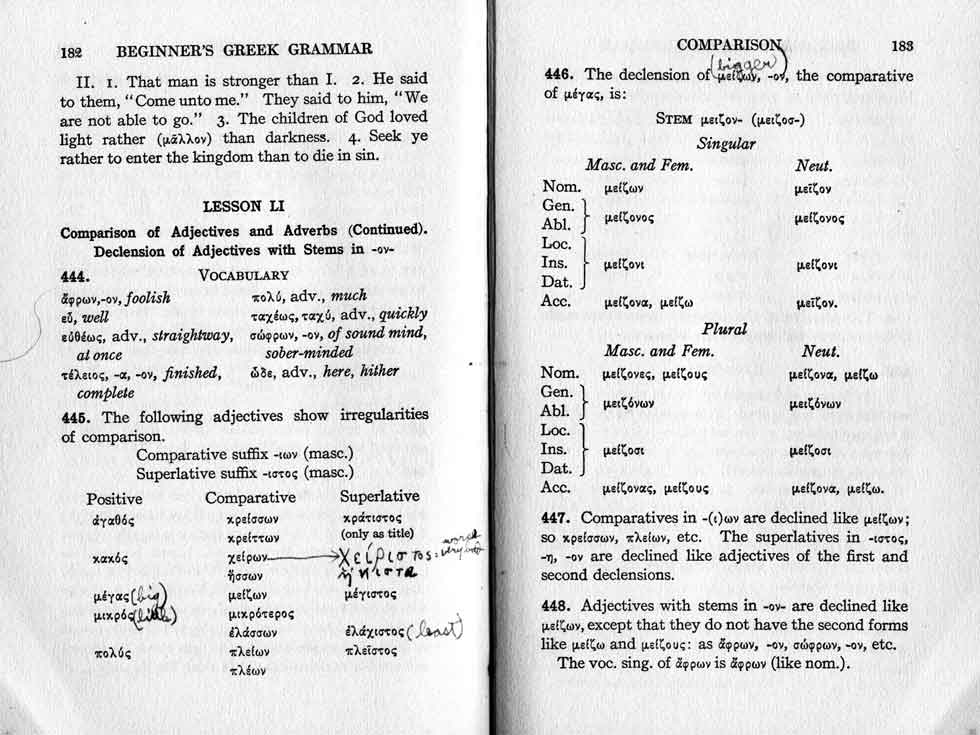 182 BEGINNER'S GREEK GRAMMAR
II. 1. That man is stronger than I. 2. He said
to them, "Come unto me." They said to him, "We
are not able to go." 3. The children of God loved
light rather (μᾶλλον) than darkness. 4. Seek ye
rather to enter the kingdom than to die in sin.
LESSON LI
Comparison of Adjectives and Adverbs (Continued).
Declension of Adjectives with Stems in -ον-
444. VOCABULARY
ἄφρων,-ον, foolish πολύ, adv., much
εὖ, well ταχέως, ταχύ, adv., quickly
εὐθέως, adv., straightway, σώφρων, -ον, of sound mind,
at once sober-minded
τέλειος, -α, -ον, finished, ὧδε, adv., here, hither
complete
445. The following adjectives show irregularities
of comparison.
Comparative suffix -ιων (masc.)
Superlative suffix -ιστος (masc.)
Positive Comparative Superlative
ἀγαθός κρείσσων κράτιστος
κρείττων (only as title)
κακός χείρων χείριστος: worst
ἥσσων ἥκιστα
μέγας (big) μείζων μέγιστος
μικρός (little) μικρότερος
ἐλάσσων ἐλάχιστος (least)
πολύς πλείων πλεῖστος
πλέων
COMPARISON 183
(bigger)
446. The declension of μείζων, -ον, the comparative
of μέγας, is:
STEM μειζον- (μειζοσ-)
Singular
Masc. and Fem. Neut.
Nom. μείζων μεῖζον
Gen.
Abl. } μείζονος μείζονος
Loc.
Ins. } μείζονι μείζονι
Dat.
Acc. μείζονα, μείζω μεῖζον.
Plural
Masc. and Fem. Neut.
Nom. μείζονες, μείζους μείζονα, μείζω
Gen.
Abl. } μειζόνων μειζόνων
Loc.
Ins. } μείζοσι μείζοσι
Dat.
Acc. μείζονας, μείζους μείζονα, μείζω.
447. Comparatives in -(ι)ων are declined like μείζων;
so κρείσσων, πλείων, etc. The superlatives in -ιστος,
-η, -ον are declined like adjectives of the first and
second declensions.
448. Adjectives with stems in -ον- are declined like
μείζων, except that they do not have the second forms
like μείζω and μείζους: as ἄφρων, -ον, σώφρων, -ον, etc.
The voc. sing. of ἄφρων is ἄφρων (like nom.).